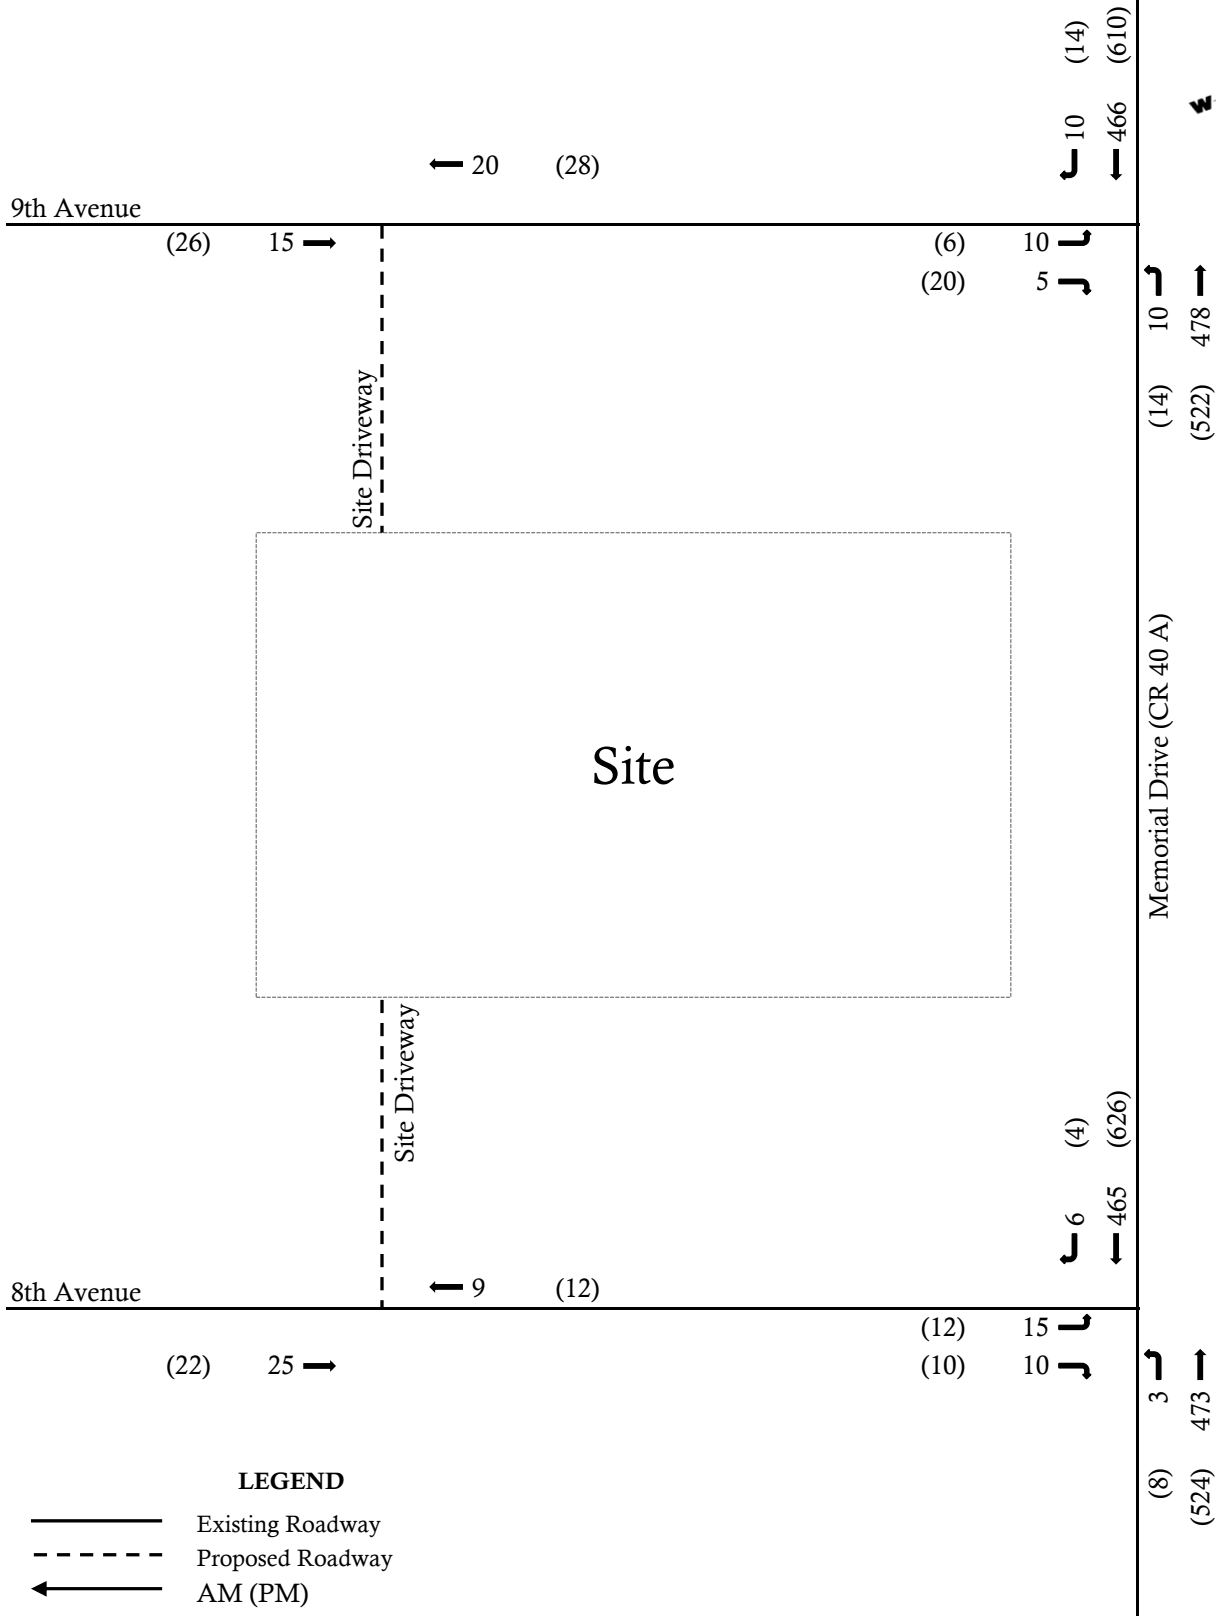 (14) (610)
W
10 466
20 (28)
9th Avenue
(26) 15 (6) 10
(20) 5
10 478
(14) (522)
Site Driveway
Site
Memorial Drive (CR 40 A)
Site Driveway
(4) (626)
6 465
9 (12)
8th Avenue
(12) 15
(22) 25 (10) 10
3 473
(8) (524)
LEGEND
Existing Roadway
Proposed Roadway
AM (PM)